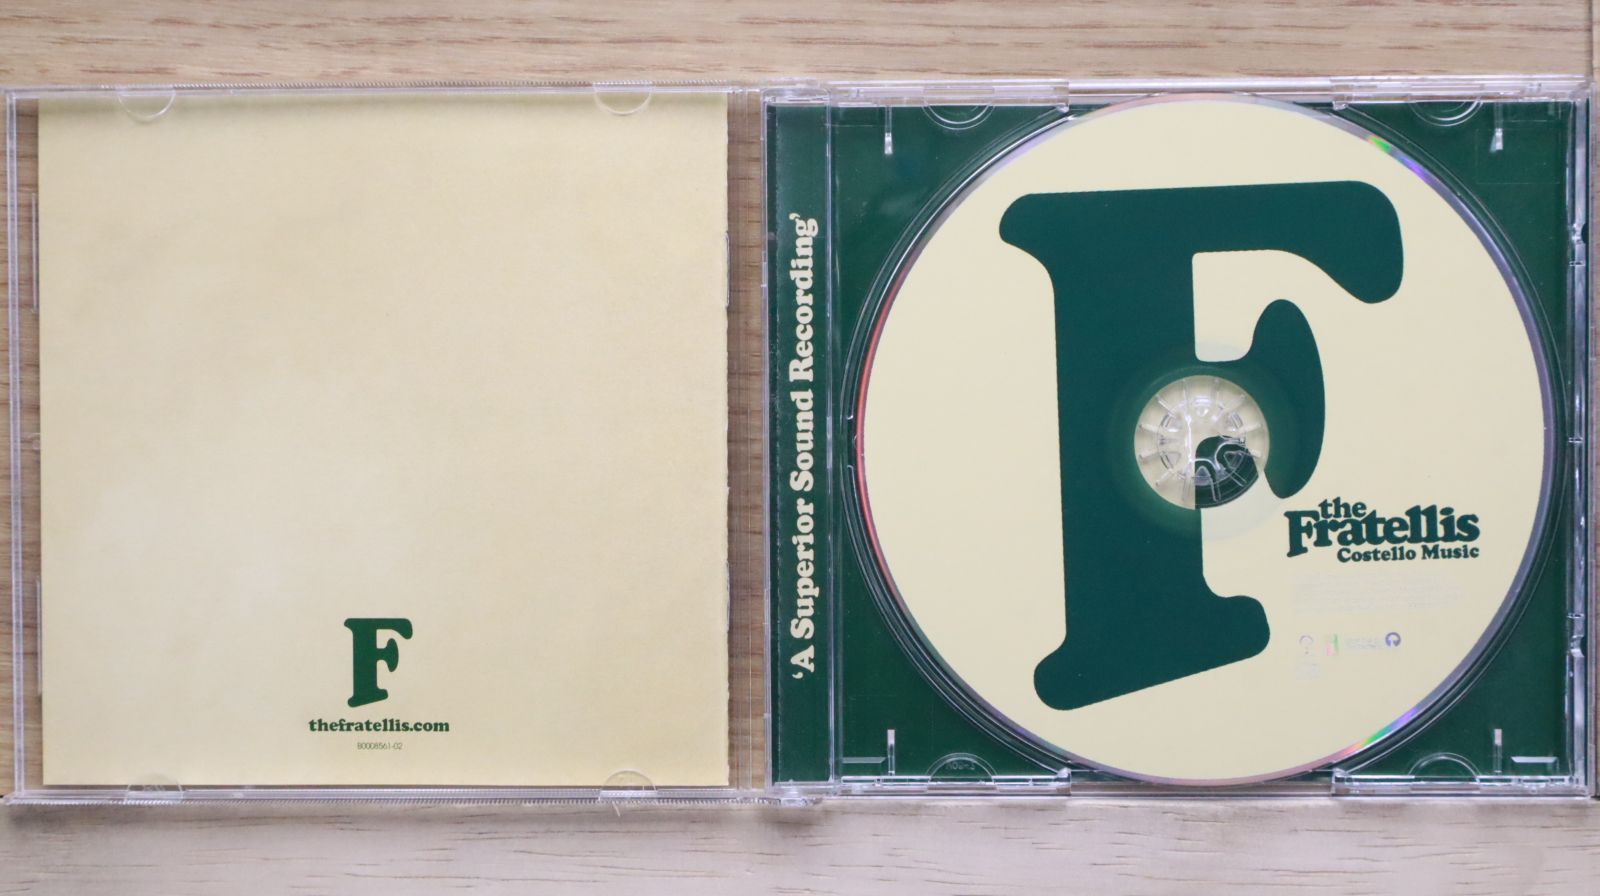 F
thefratellis.com
B0008561-02
'A Superior Sound Recording'
F
the
Fratellis
Costello Music